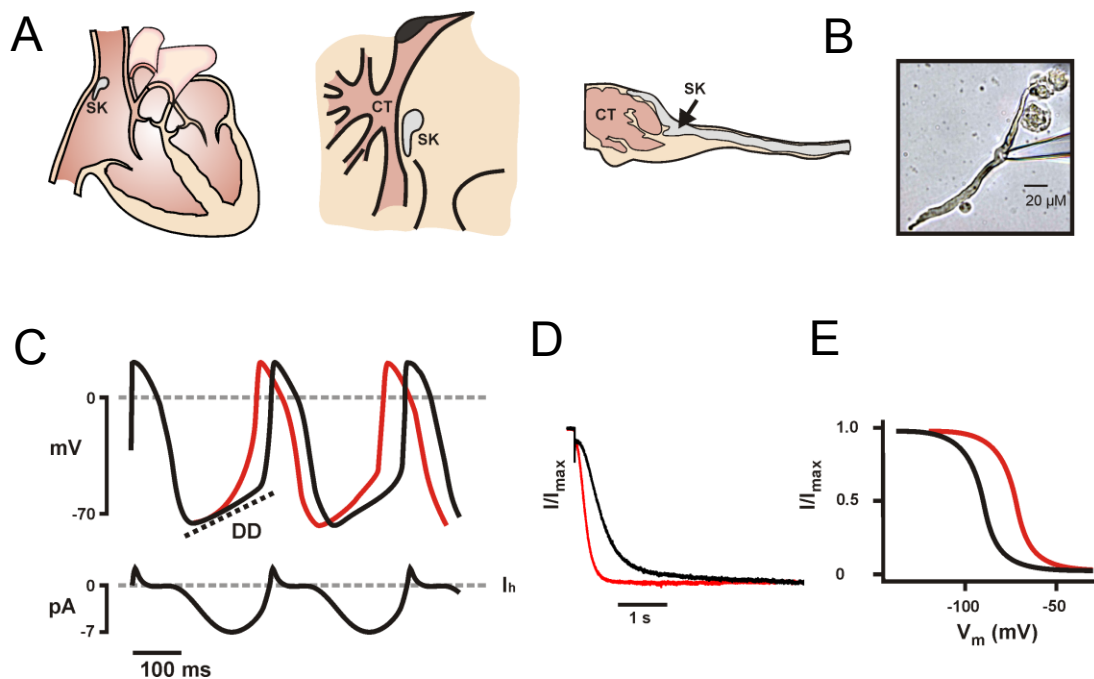 A
SK
CT
SK
SK
CT
B
20 µM
C
0
mV
-70
DD
0
Ih
pA
-7
100 ms
D
I/Imax
1 s
E
1.0
I/Imax
0.5
0
-100
-50
Vm (mV)